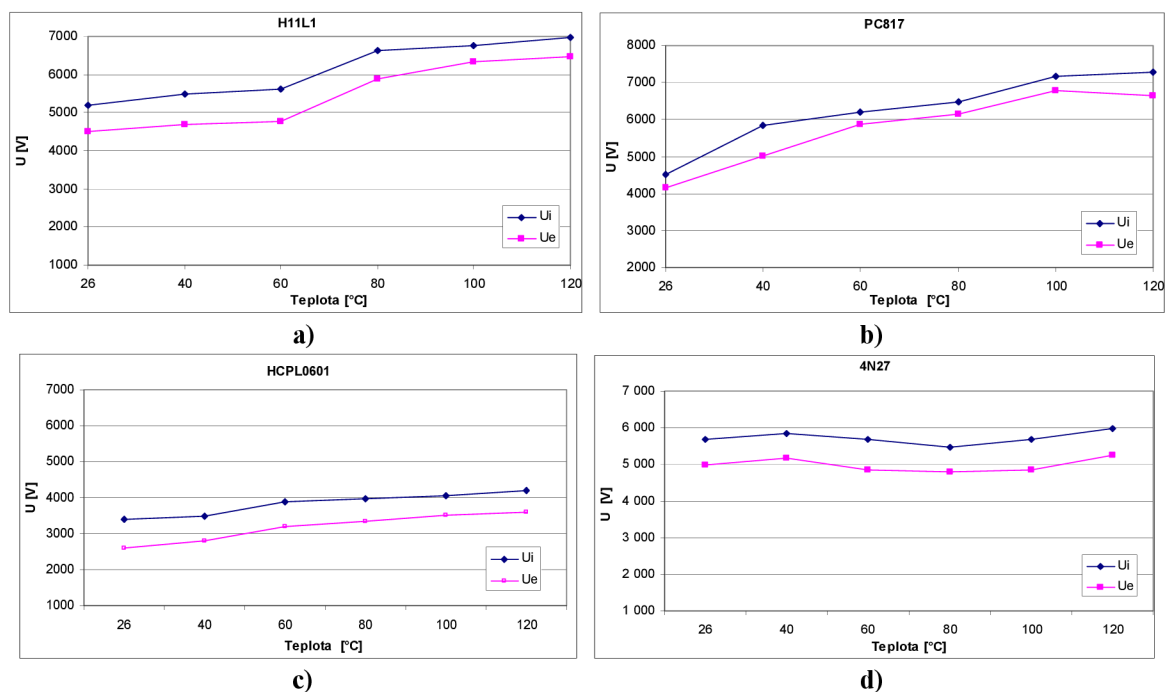 H11L1
7000
6000
5000
4000
3000
2000
1000
U [V]
26 40 60 80 100 120
Teplota [°C]
Ui
Ue
a)
PC817
8000
7000
6000
5000
4000
3000
2000
U [V]
26 40 60 80 100 120
Teplota [°C]
Ui
Ue
b)
HCPL0601
7000
6000
5000
4000
3000
2000
1000
U [V]
26 40 60 80 100 120
Teplota [°C]
Ui
Ue
c)
4N27
7 000
6 000
5 000
4 000
3 000
2 000
1 000
U [V]
26 40 60 80 100 120
Teplota [°C]
Ui
Ue
d)